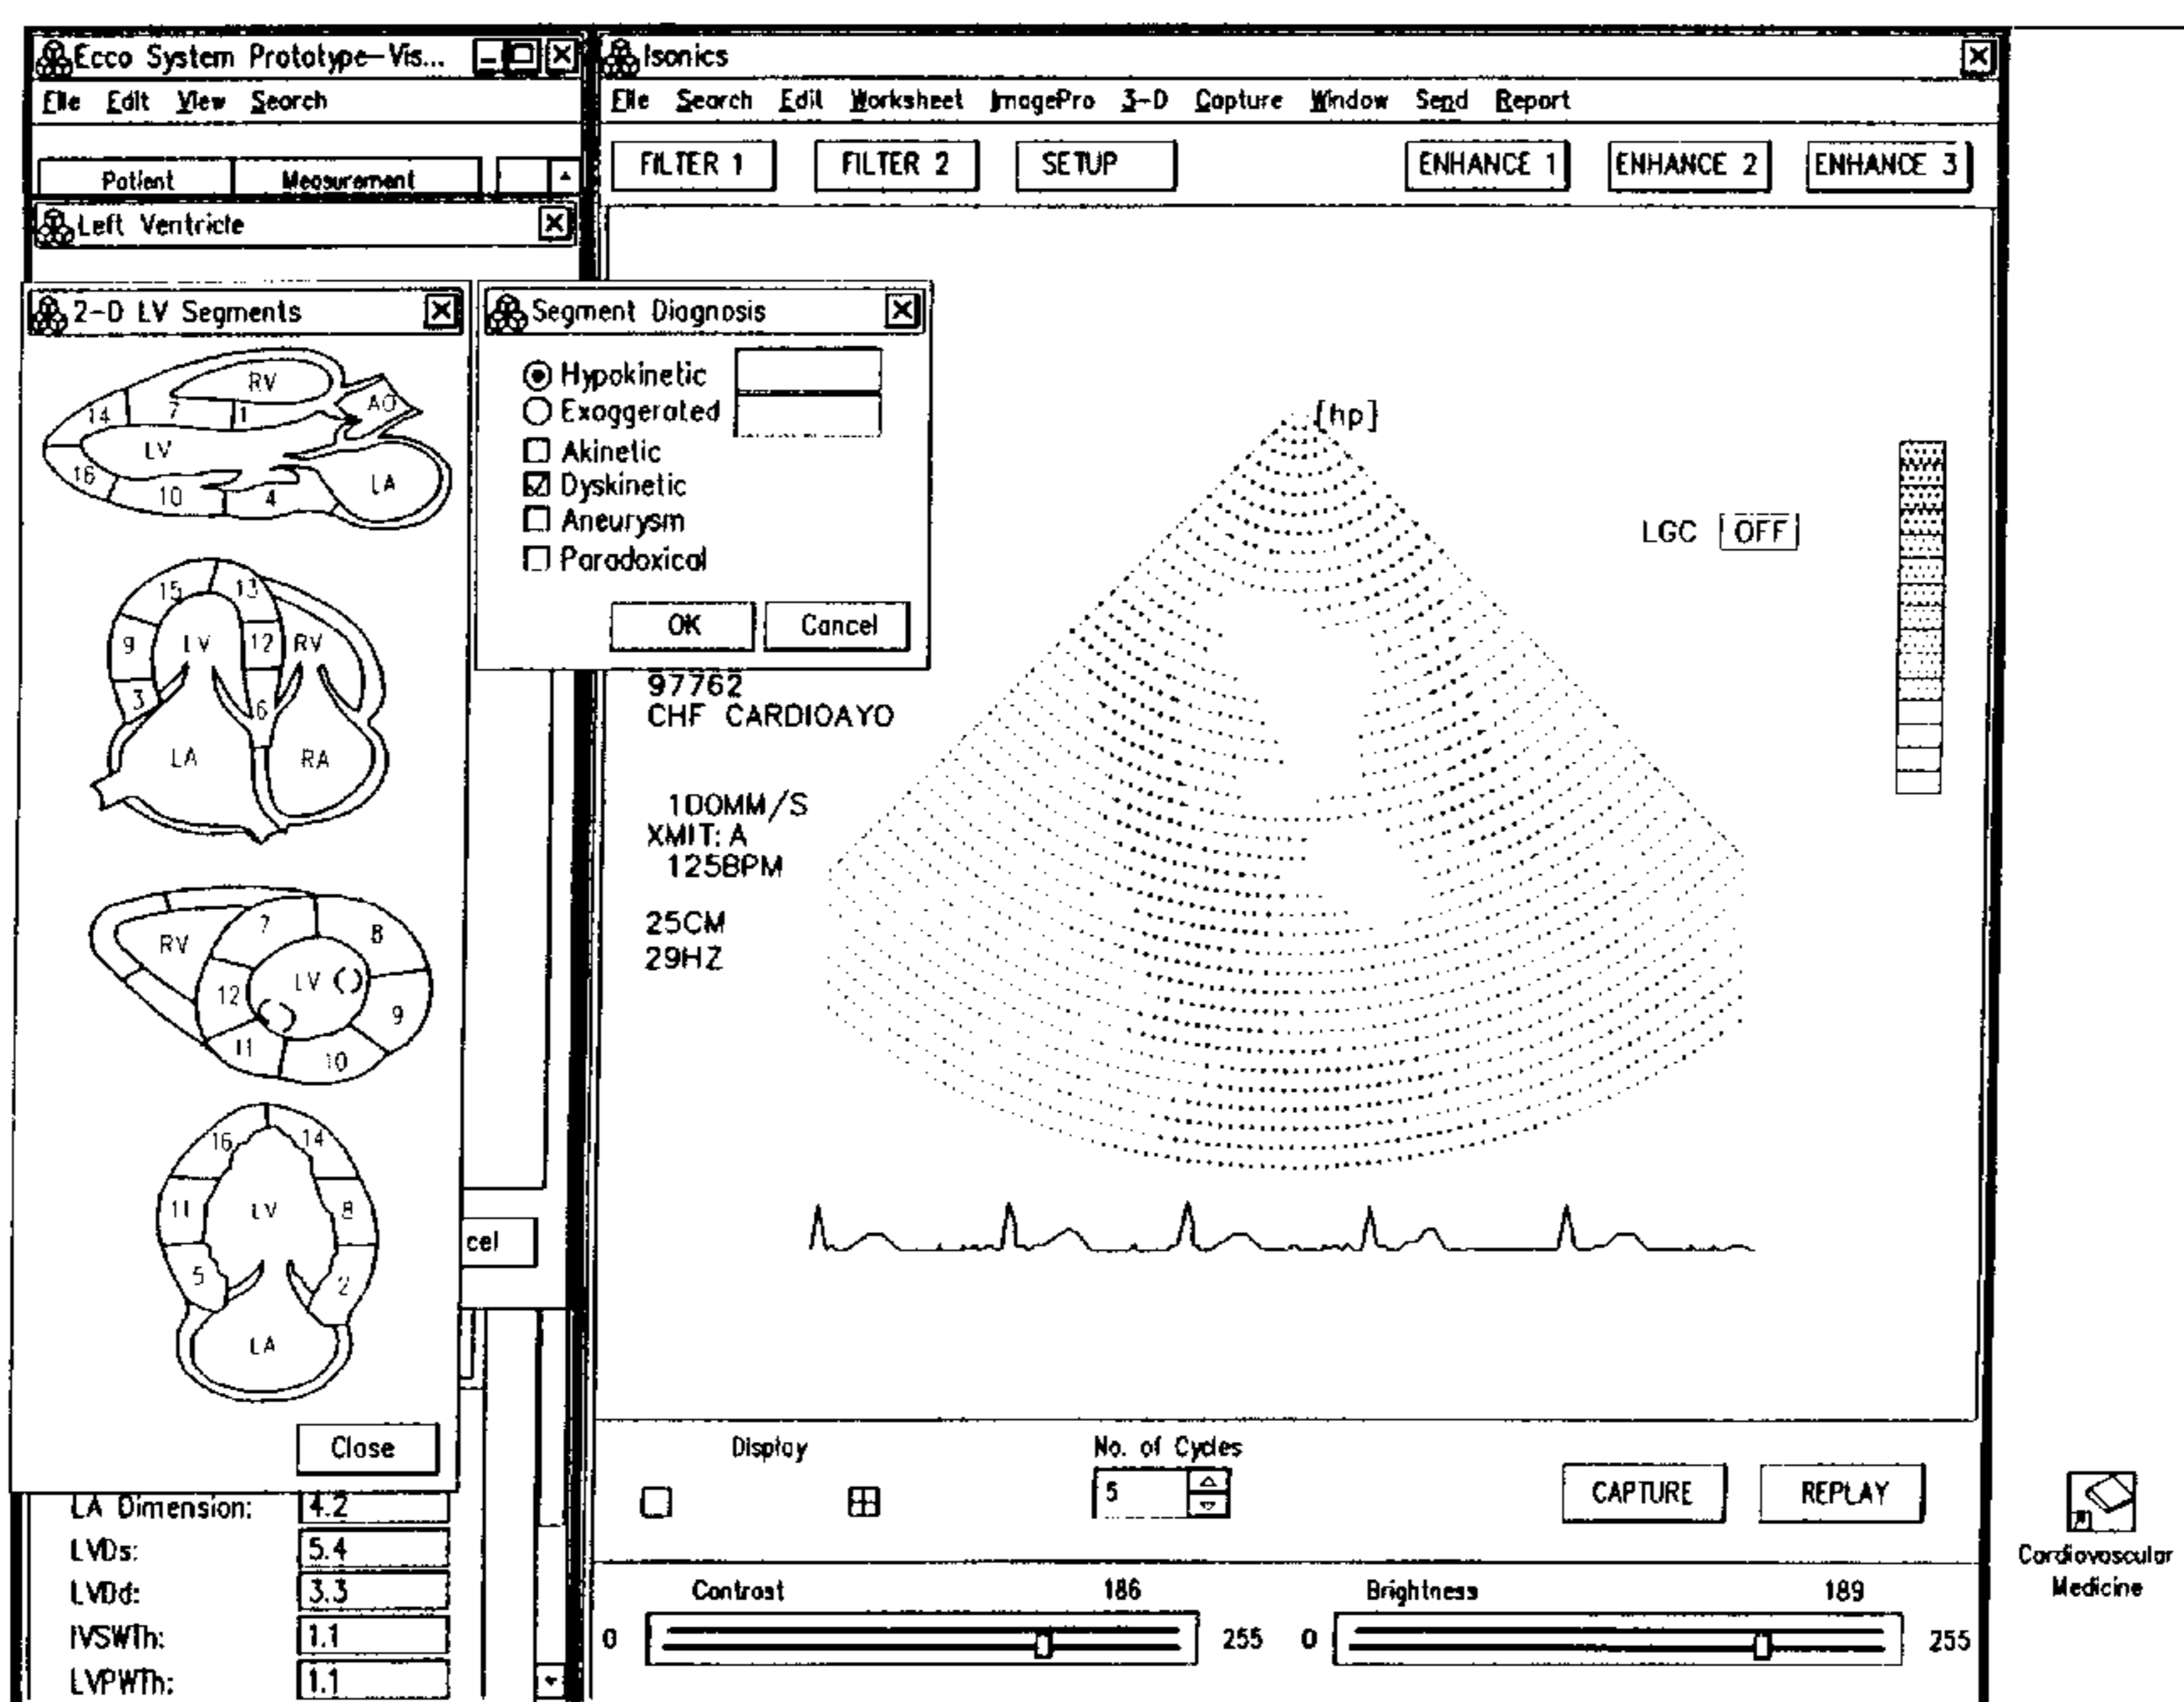 Ecco System Prototype-Vis...
File Edit View Search
Patient Measurement
Left Ventricle
2-D LV Segments
RV
14 7 1 AO
LV
16 10 4 LA
15 13
9 LV 12 RV
3 6
LA RA
7 8
RV
LV
12 9
11 10
16 14
11 LV 8
5 2
LA
Close
cel
LA Dimension: 4.2
LVDs: 5.4
LVDd: 3.3
IVSWTh: 1.1
LVPWTh: 1.1
Segment Diagnosis
Hypokinetic
Exaggerated
Akinetic
Dyskinetic
Aneurysm
Paradoxical
OK Cancel
Isonics
File Search Edit Worksheet ImagePro 3-D Capture Window Send Report
FILTER 1 FILTER 2 SETUP ENHANCE 1 ENHANCE 2 ENHANCE 3
[hp]
LGC OFF
97762
CHF CARDIOAYO
100MM/S
XMIT: A
125BPM
25CM
29HZ
Display No. of Cycles
5 CAPTURE REPLAY
Contrast 186 Brightness 189
0 255 0 255
Cardiovascular
Medicine